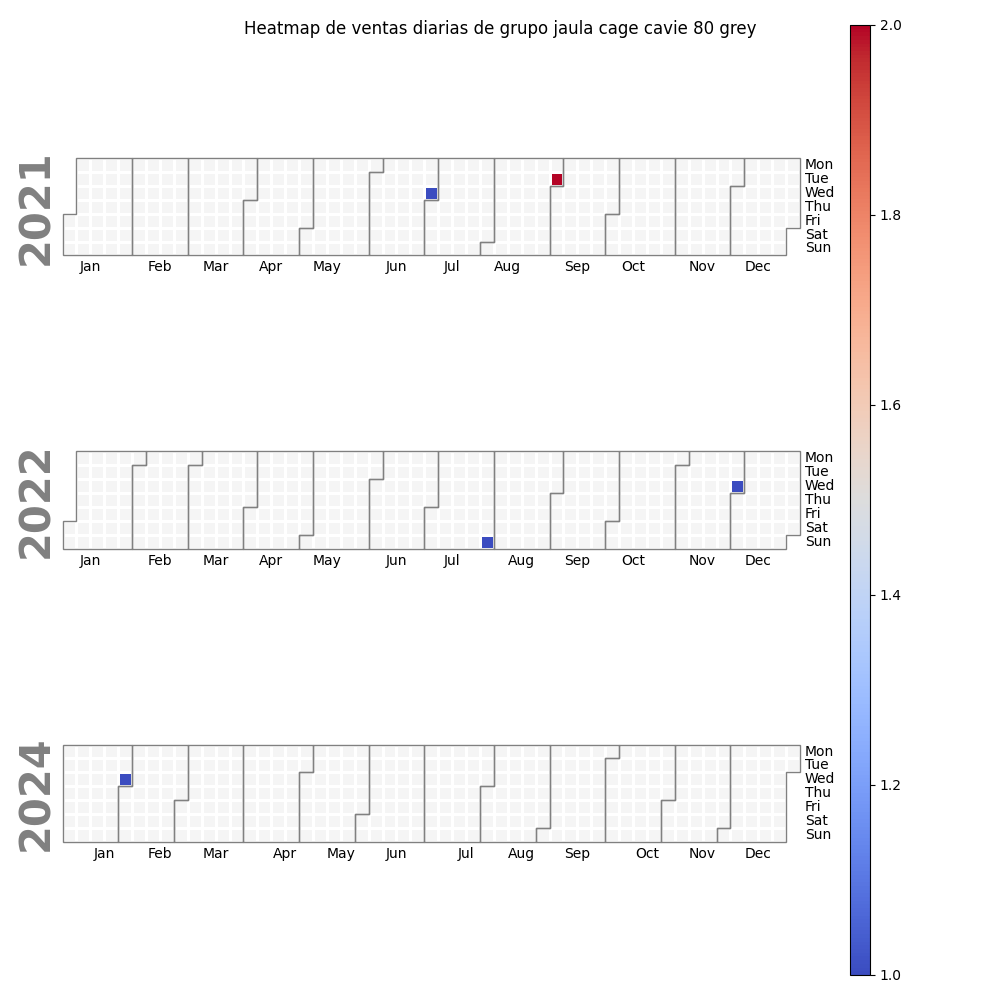 Heatmap de ventas diarias de grupo jaula cage cavie 80 grey
2021
Mon
Tue
Wed
Thu
Fri
Sat
Sun
Jan Feb Mar Apr May Jun Jul Aug Sep Oct Nov Dec
2022
Mon
Tue
Wed
Thu
Fri
Sat
Sun
Jan Feb Mar Apr May Jun Jul Aug Sep Oct Nov Dec
2024
Mon
Tue
Wed
Thu
Fri
Sat
Sun
Jan Feb Mar Apr May Jun Jul Aug Sep Oct Nov Dec
2.0
1.8
1.6
1.4
1.2
1.0